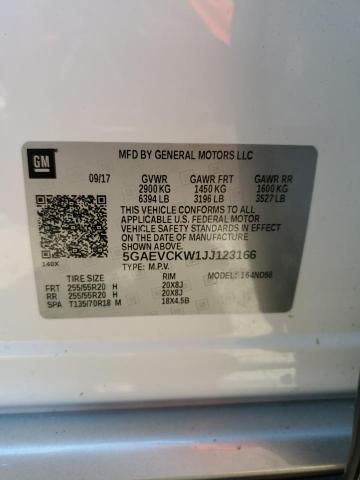 GM
MFD BY GENERAL MOTORS LLC
09/17 GVWR GAWR FRT GAWR RR
2900 KG 1450 KG 1600 KG
6394 LB 3196 LB 3527 LB
THIS VEHICLE CONFORMS TO ALL
APPLICABLE U.S. FEDERAL MOTOR
VEHICLE SAFETY STANDARDS IN
EFFECT ON THE DATE OF MANUFACTURE
SHOWN ABOVE.
5GAEVCKW1JJ123166
140X TYPE: M.P.V.
TIRE SIZE RIM
FRT 255/55R20 H 20X8J
RR 255/55R20 H 20X8J
SPA T135/70R18 M 18X4.5B